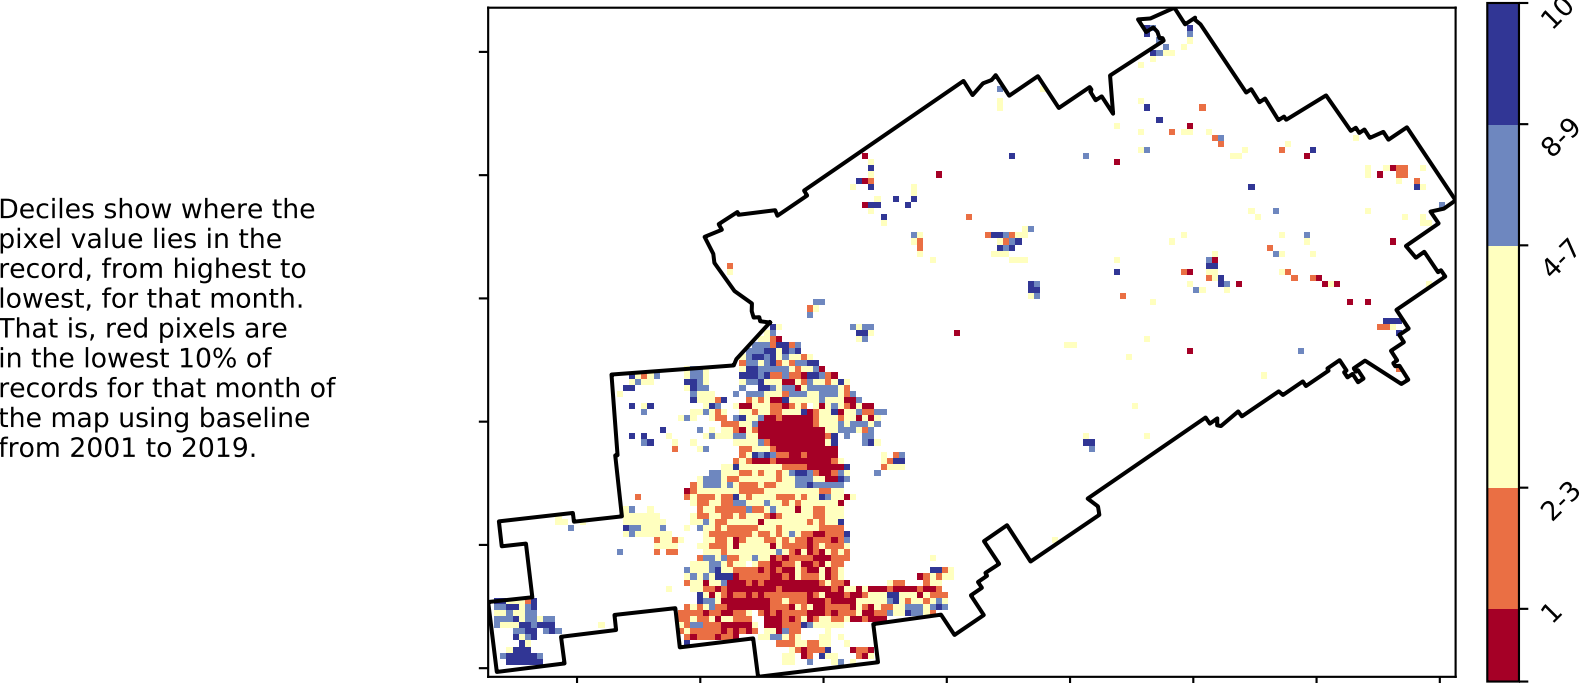 Deciles show where the
pixel value lies in the
record, from highest to
lowest, for that month.
That is, red pixels are
in the lowest 10% of
records for that month of
the map using baseline
from 2001 to 2019.
10
8-9
4-7
2-3
1